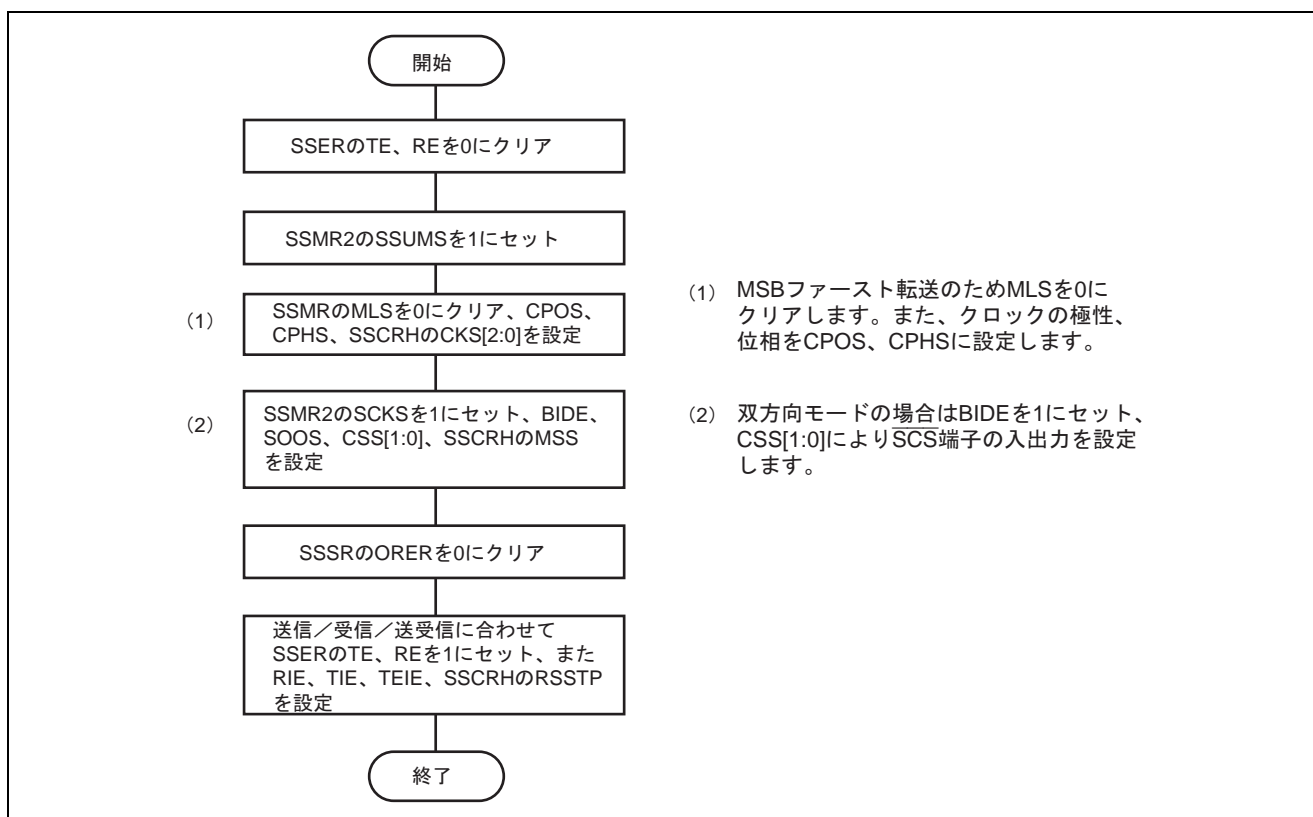 開始
SSERのTE、REを0にクリア
SSMR2のSSUMSを1にセット
(1)
SSMRのMLSを0にクリア、CPOS、
CPHS、SSCRHのCKS[2:0]を設定
(1) MSBファースト転送のためMLSを0に
クリアします。また、クロックの極性、
位相をCPOS、CPHSに設定します。
(2)
SSMR2のSCKSを1にセット、BIDE、
SOOS、CSS[1:0]、SSCRHのMSS
を設定
(2) 双方向モードの場合はBIDEを1にセット、
CSS[1:0]によりSCS端子の入出力を設定
します。
SSSRのORERを0にクリア
送信/受信/送受信に合わせて
SSERのTE、REを1にセット、また
RIE、TIE、TEIE、SSCRHのRSSTP
を設定
終了